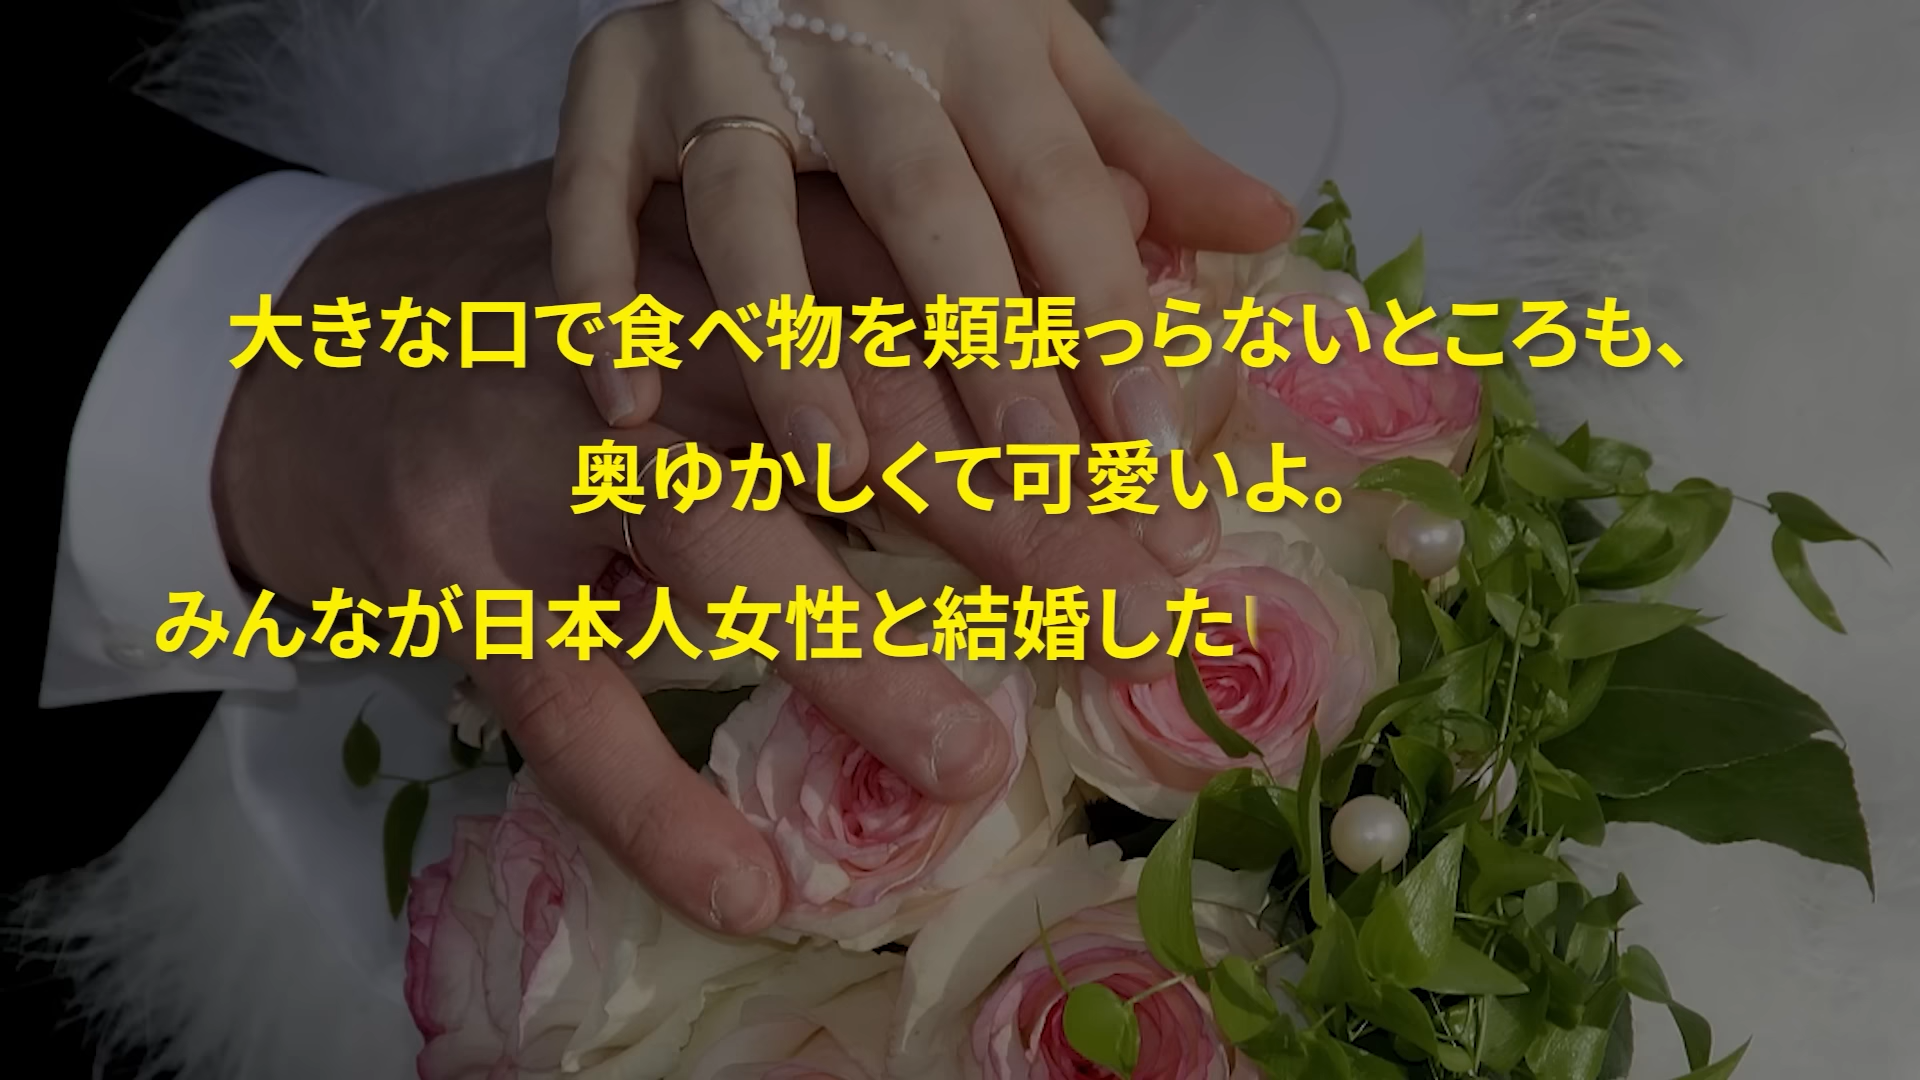 大きな口で食べ物を頬張っらないところも、
奥ゆかしくて可愛いよ。
みんなが日本人女性と結婚した